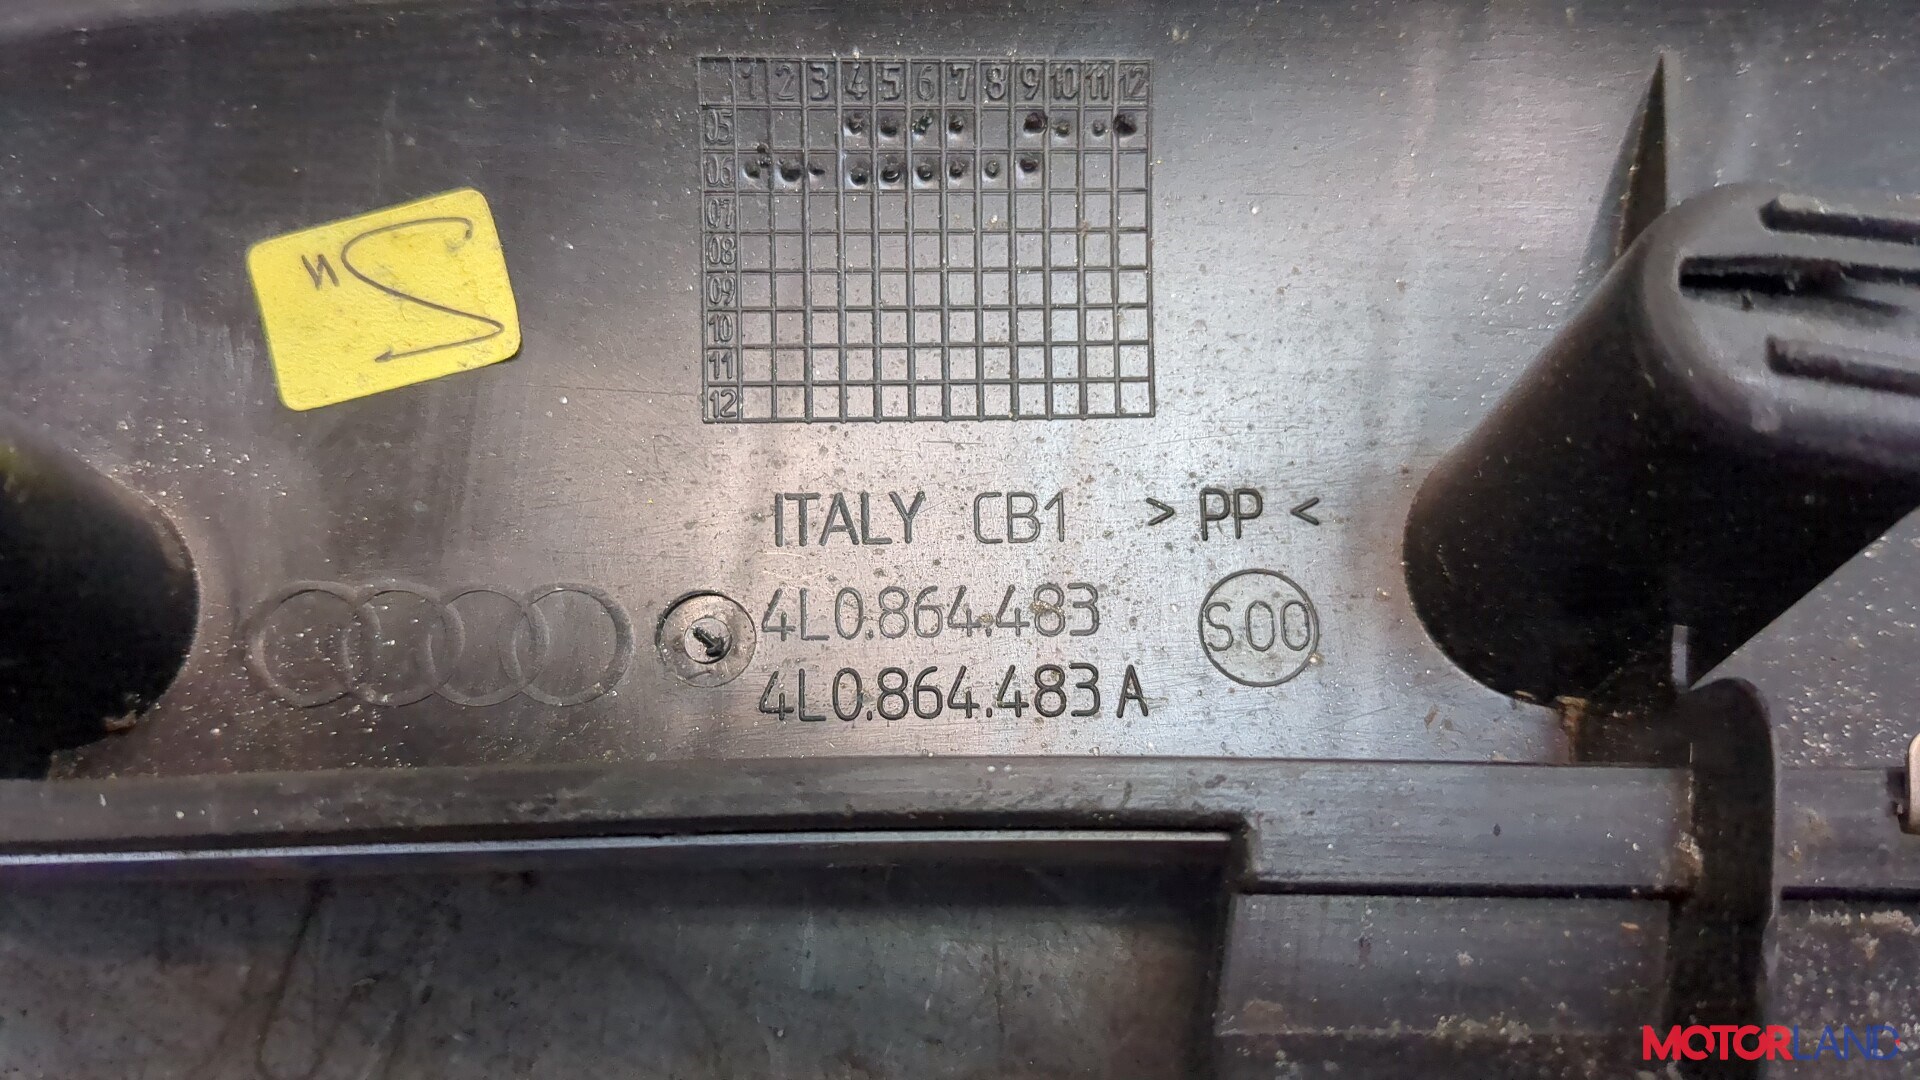 1 2 3 4 5 6 7 8 9 10 11 12
05
06
07
08
09
10
11
12
ITALY CB1 > PP <
4L0.864.483
S00
4L0.864.483 A
MOTORLAND